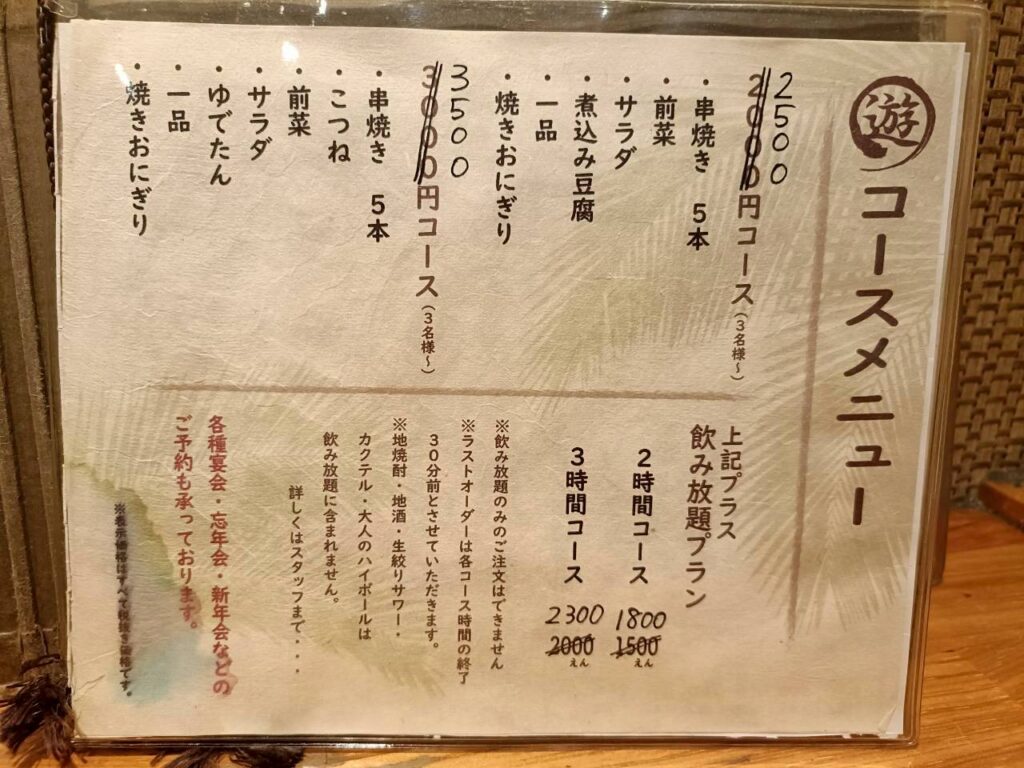 遊
コースメニュー
2500
2000円コース(3名様～)
・串焼き 5本
・前菜
・サラダ
・煮込み豆腐
・一品
・焼きおにぎり
3500
3000円コース(3名様～)
・串焼き 5本
・こつね
・前菜
・サラダ
・ゆでたん
・一品
・焼きおにぎり
上記プラス
飲み放題プラン
2時間コース 1800
1500えん
3時間コース 2300
2000えん
※飲み放題のみのご注文はできません
※ラストオーダーは各コース時間の終了
30分前とさせていただきます。
※地焼酎・地酒・生絞りサワー・
カクテル・大人のハイボールは
飲み放題に含まれません。
詳しくはスタッフまで・・・
各種宴会・忘年会・新年会などの
ご予約も承っております。
※表示価格はすべて税抜き価格です。